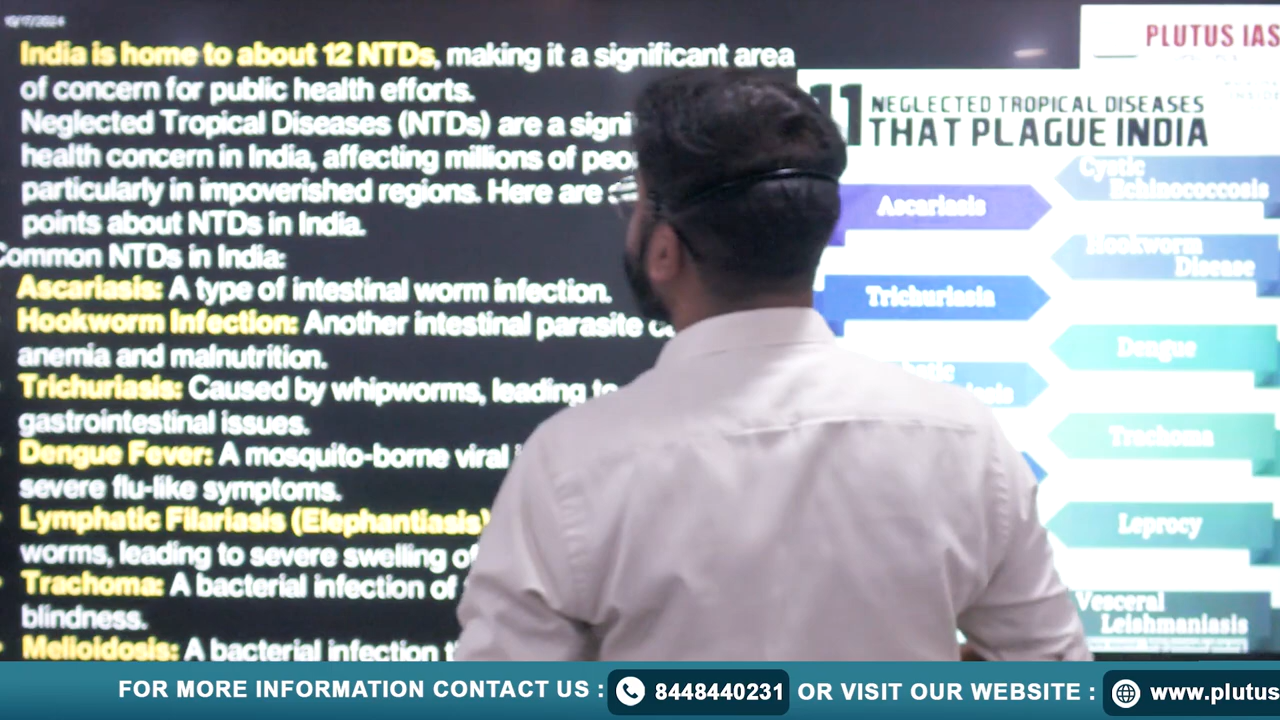 10/17/2024
India is home to about 12 NTDs, making it a significant area
of concern for public health efforts.
Neglected Tropical Diseases (NTDs) are a signi
health concern in India, affecting millions of peo
particularly in impoverished regions. Here are
points about NTDs in India.
Common NTDs in India:
Ascariasis: A type of intestinal worm infection.
Hookworm Infection: Another intestinal parasite
anemia and malnutrition.
Trichuriasis: Caused by whipworms, leading to
gastrointestinal issues.
Dengue Fever: A mosquito-borne viral
severe flu-like symptoms.
Lymphatic Filariasis (Elephantiasis)
worms, leading to severe swelling of
Trachoma: A bacterial infection of
blindness.
Melioidosis: A bacterial infection
PLUTUS IAS
11 NEGLECTED TROPICAL DISEASES
THAT PLAGUE INDIA
Cystic
Echinococcosis
Ascariasis
Hookworm
Disease
Trichuriasia
Dengue
Trachoma
Leprocy
Vesceral
Leishmaniasis
FOR MORE INFORMATION CONTACT US : 8448440231 OR VISIT OUR WEBSITE : www.plutus